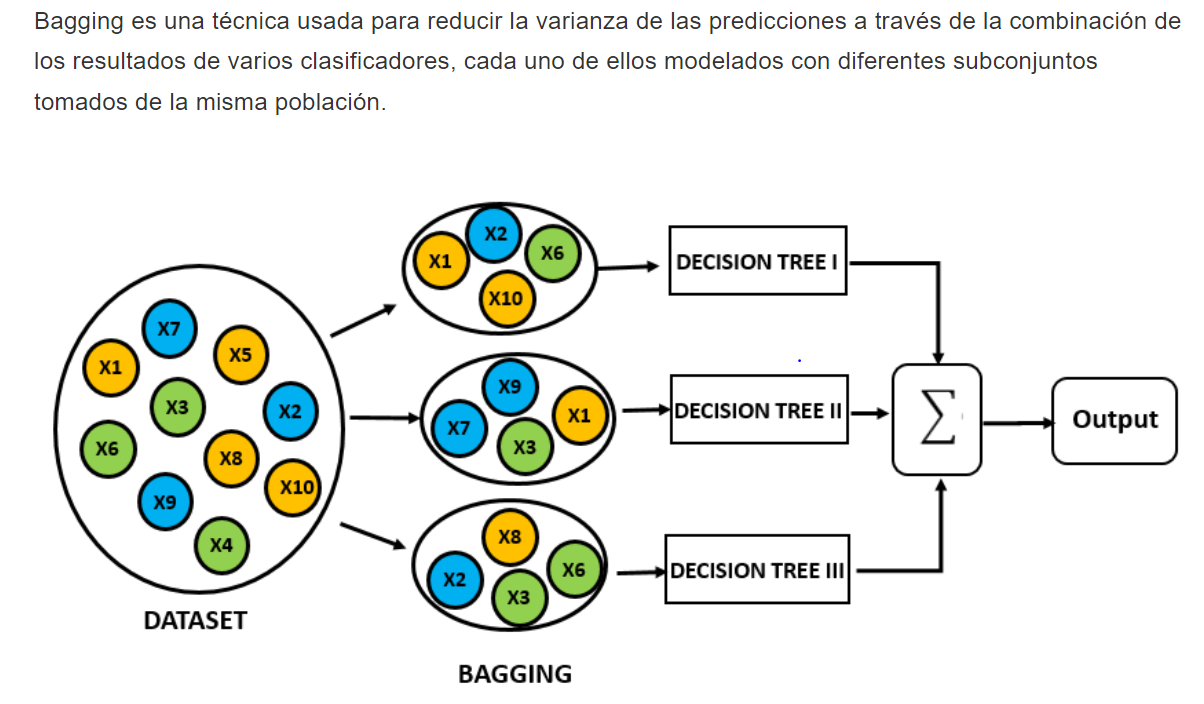 Bagging es una técnica usada para reducir la varianza de las predicciones a través de la combinación de
los resultados de varios clasificadores, cada uno de ellos modelados con diferentes subconjuntos
tomados de la misma población.
X7
X1
X5
X3
X2
X6
X8
X10
X9
X4
DATASET
X2
X1
X6
X10
X9
X7
X1
X3
X8
X2
X6
X3
BAGGING
DECISION TREE I
DECISION TREE II
DECISION TREE III
∑
Output